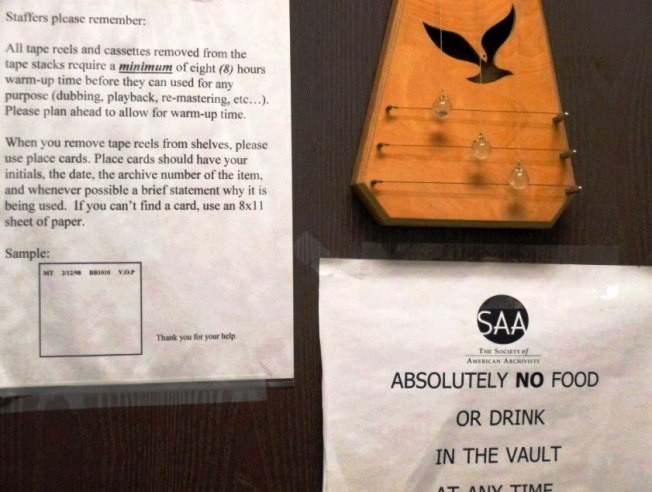 Staffers please remember:
All tape reels and cassettes removed from the
tape stacks require a minimum of eight (8) hours
warm-up time before they can used for any
purpose (dubbing, playback, re-mastering, etc…).
Please plan ahead to allow for warm-up time.
When you remove tape reels from shelves, please
use place cards. Place cards should have your
initials, the date, the archive number of the item,
and whenever possible a brief statement why it is
being used. If you can't find a card, use an 8x11
sheet of paper.
Sample:
MT 2/12/98 BB1010 V.O.P
Thank you for your help.
SAA
THE SOCIETY of
AMERICAN ARCHIVISTS
ABSOLUTELY NO FOOD
OR DRINK
IN THE VAULT
AT ANY TIME